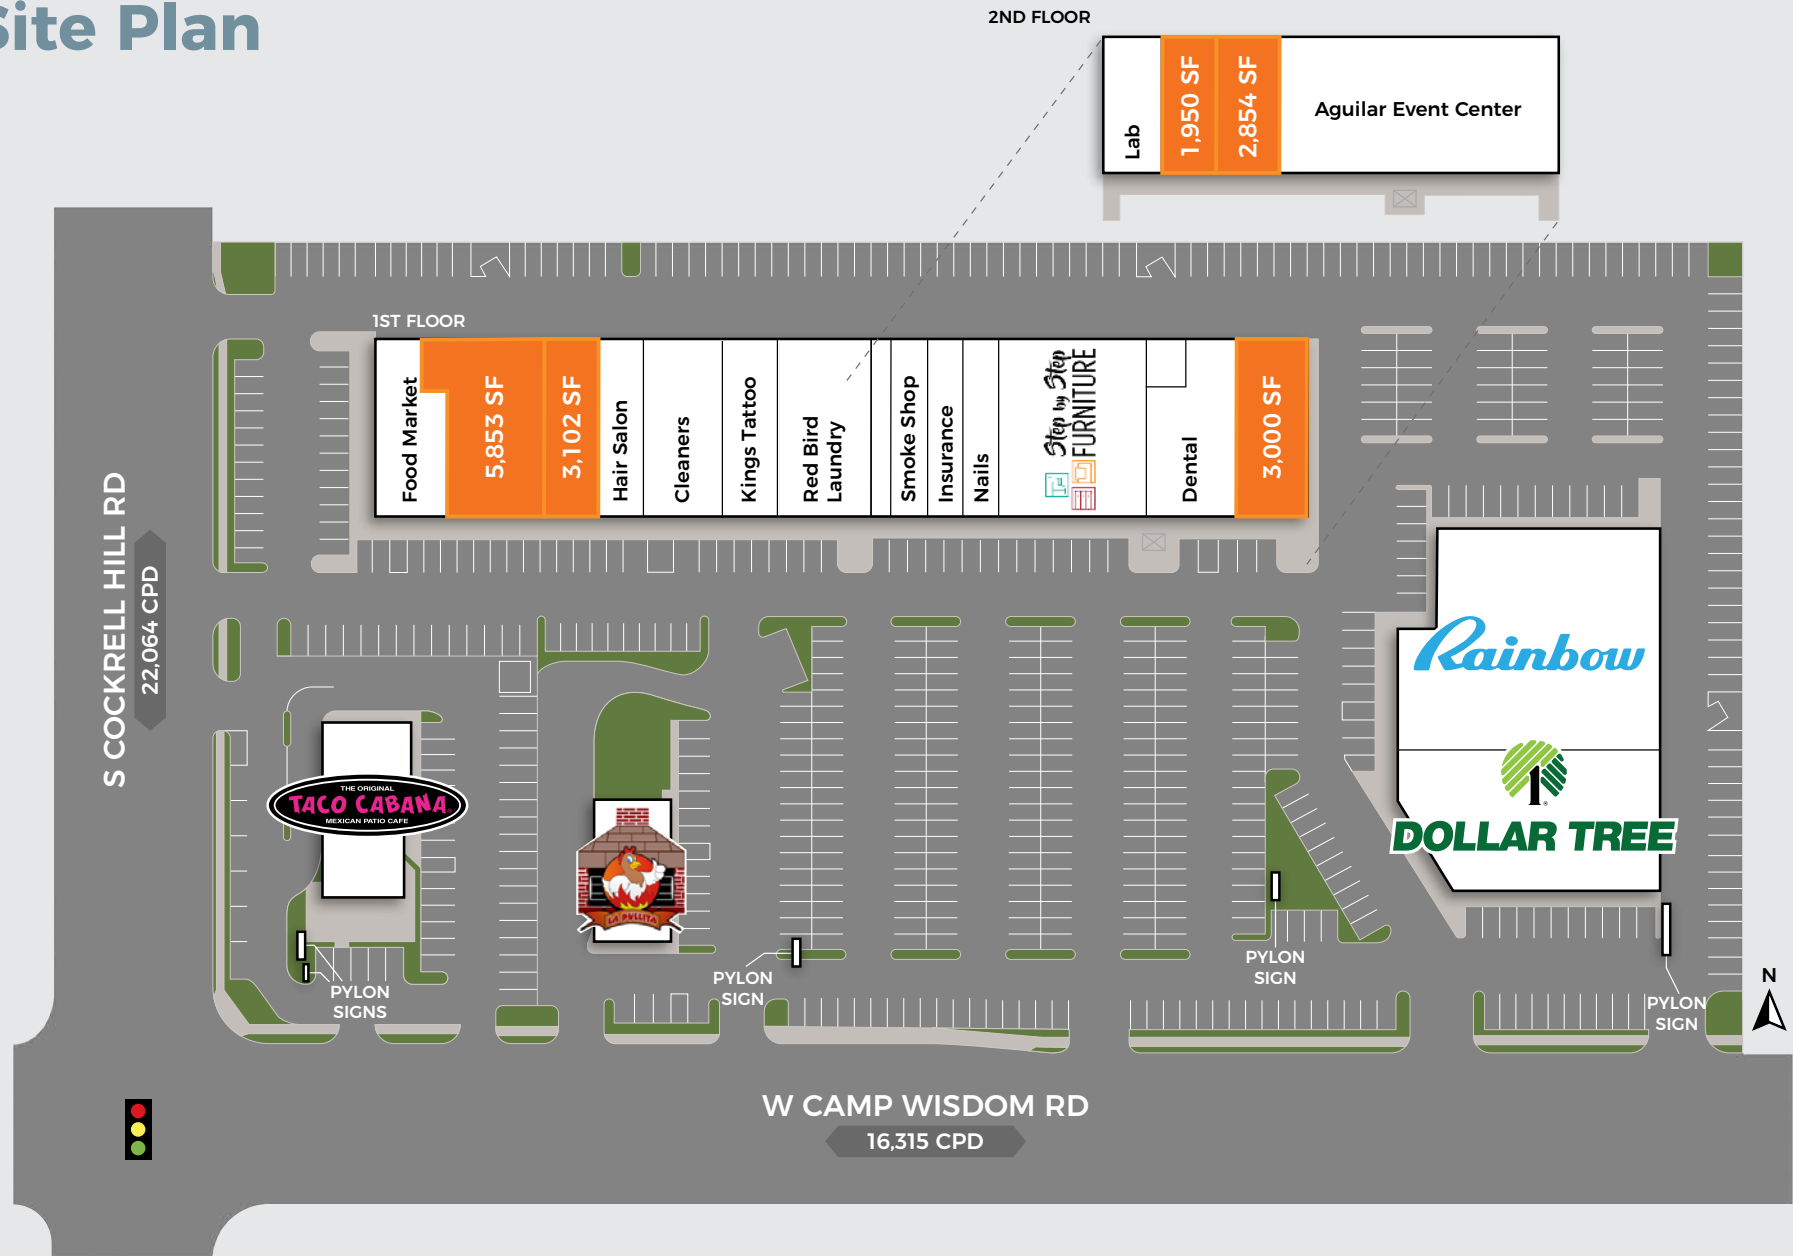 Site Plan
2ND FLOOR
Lab
1,950 SF
2,854 SF
Aguilar Event Center
1ST FLOOR
Food Market
5,853 SF
3,102 SF
Hair Salon
Cleaners
Kings Tattoo
Red Bird
Laundry
Smoke Shop
Insurance
Nails
Step by Step
FURNITURE
Dental
3,000 SF
S COCKRELL HILL RD
22,064 CPD
Rainbow
THE ORIGINAL
TACO CABANA
MEXICAN PATIO CAFE
1
DOLLAR TREE
LA POLLITA
PYLON
SIGNS
PYLON
SIGN
PYLON
SIGN
PYLON
SIGN
N
W CAMP WISDOM RD
16,315 CPD